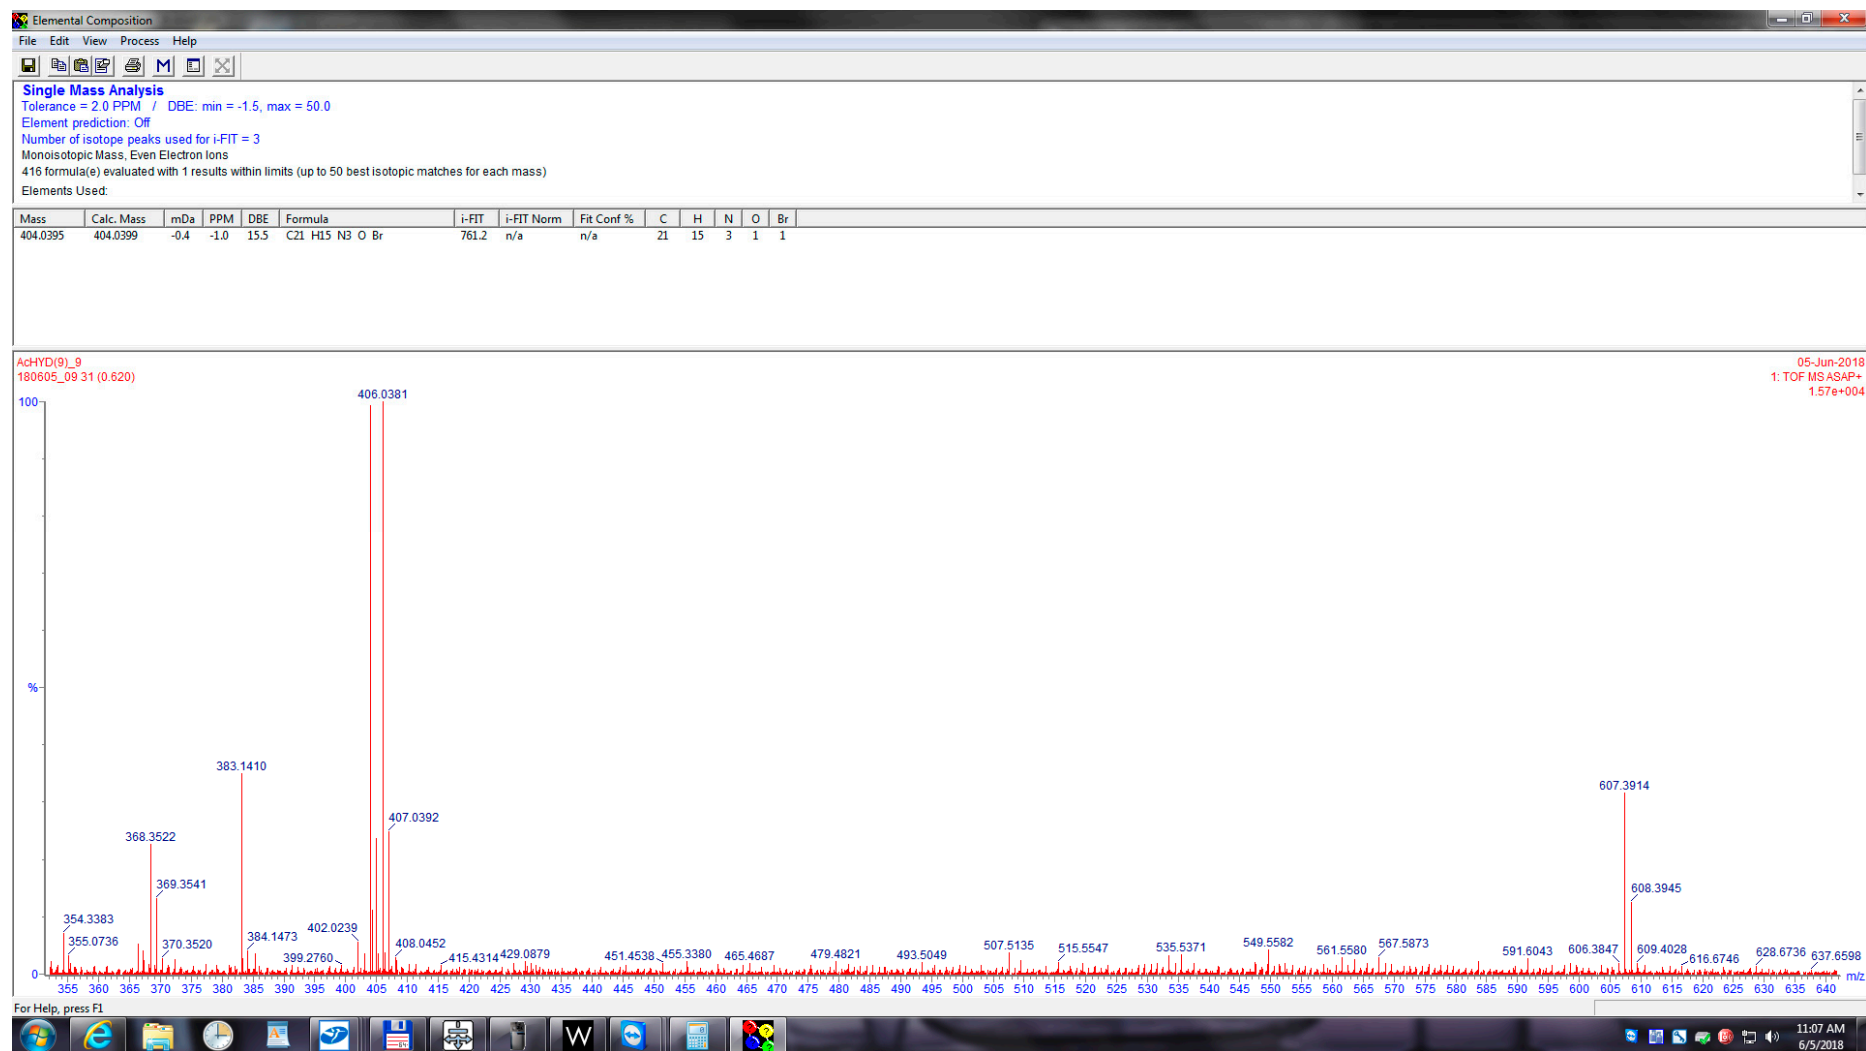 Elemental Composition
File Edit View Process Help
Single Mass Analysis
Tolerance = 2.0 PPM / DBE: min = -1.5, max = 50.0
Element prediction: Off
Number of isotope peaks used for i-FIT = 3
Monoisotopic Mass, Even Electron Ions
416 formula(e) evaluated with 1 results within limits (up to 50 best isotopic matches for each mass)
Elements Used:
Mass Calc. Mass mDa PPM DBE Formula i-FIT i-FIT Norm Fit Conf % C H N O Br
404.0395 404.0399 -0.4 -1.0 15.5 C21 H15 N3 O Br 761.2 n/a n/a 21 15 3 1 1
AcHYD(9)_9
05-Jun-2018
180605_09 31 (0.620)
1: TOF MS ASAP+
1.57e+004
100
406.0381
383.1410
607.3914
407.0392
368.3522
369.3541
608.3945
354.3383
402.0239
355.0736
370.3520
384.1473
399.2760
408.0452
415.4314
429.0879
451.4538
455.3380
465.4687
479.4821
493.5049
507.5135
515.5547
535.5371
549.5582
561.5580
567.5873
591.6043
606.3847
609.4028
616.6746
628.6736
637.6598
%
0
m/z
355 360 365 370 375 380 385 390 395 400 405 410 415 420 425 430 435 440 445 450 455 460 465 470 475 480 485 490 495 500 505 510 515 520 525 530 535 540 545 550 555 560 565 570 575 580 585 590 595 600 605 610 615 620 625 630 635 640
For Help, press F1
11:07 AM
6/5/2018